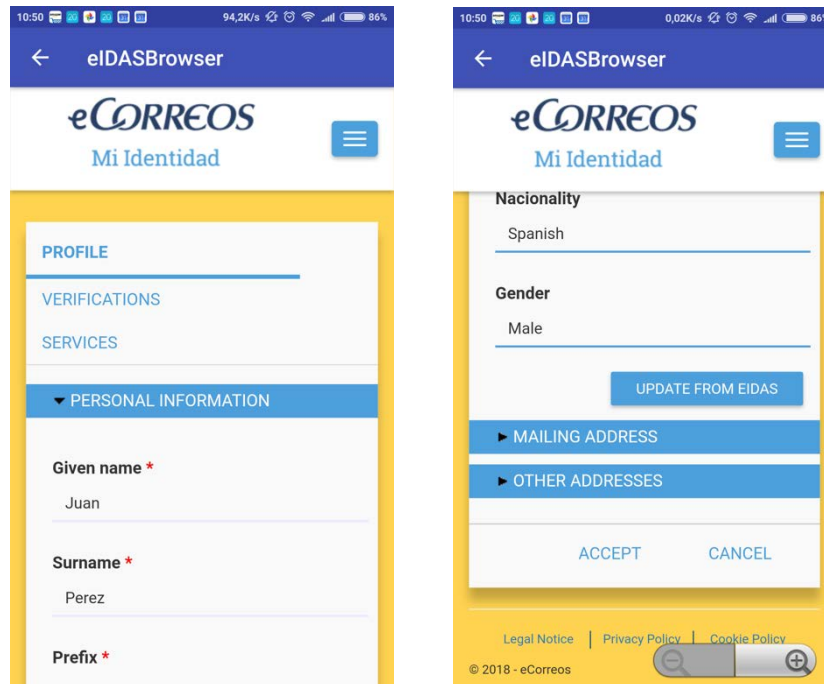 10:50 94,2K/s 86%
eIDASBrowser
eCORREOS
Mi Identidad
PROFILE
VERIFICATIONS
SERVICES
PERSONAL INFORMATION
Given name *
Juan
Surname *
Perez
Prefix *
10:50 0,02K/s 86%
eIDASBrowser
eCORREOS
Mi Identidad
Nacionality
Spanish
Gender
Male
UPDATE FROM EIDAS
MAILING ADDRESS
OTHER ADDRESSES
ACCEPT CANCEL
Legal Notice | Privacy Policy | Cookie Policy
© 2018 - eCorreos